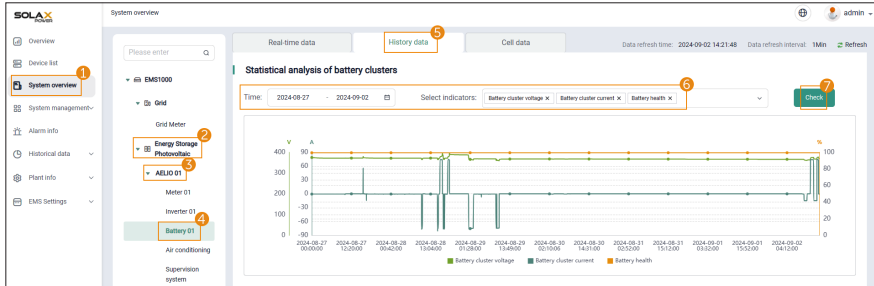 SOLAX
POWER
System overview
admin
Overview
Device list
1
System overview
System management
Alarm info
Historical data
Plant info
EMS Settings
Please enter
EMS1000
Grid
Grid Meter
2
Energy Storage
Photovoltaic
3
AELIO 01
Meter 01
Inverter 01
4
Battery 01
Air conditioning
Supervision
system
5
Real-time data History data Cell data
Data refresh time: 2024-09-02 14:21:48 Data refresh interval: 1Min Refresh
Statistical analysis of battery clusters
6
7
Time: 2024-08-27 - 2024-09-02 Select indicators: Battery cluster voltage × Battery cluster current × Battery health × Check
V A %
400 90 100
60 80
300
30
60
200 0
40
-30
100
-60 20
0 -90 0
2024-08-27 2024-08-27 2024-08-28 2024-08-28 2024-08-29 2024-08-29 2024-08-30 2024-08-30 2024-08-31 2024-08-31 2024-09-01 2024-09-01 2024-09-02
00:00:00 12:20:00 00:42:00 13:04:00 01:28:00 13:49:00 02:10:06 14:31:00 02:52:00 15:12:00 03:32:00 15:52:00 04:12:00
Battery cluster voltage Battery cluster current Battery health